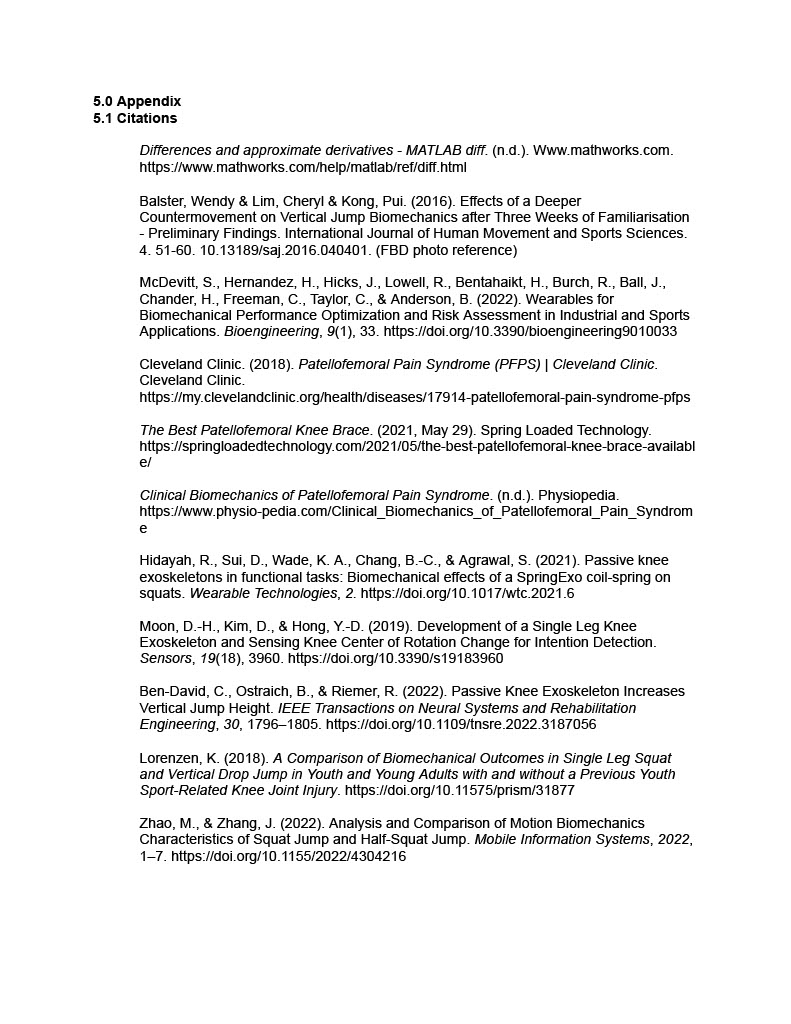 5.0 Appendix
5.1 Citations
Differences and approximate derivatives - MATLAB diff. (n.d.). Www.mathworks.com.
https://www.mathworks.com/help/matlab/ref/diff.html
Balster, Wendy & Lim, Cheryl & Kong, Pui. (2016). Effects of a Deeper
Countermovement on Vertical Jump Biomechanics after Three Weeks of Familiarisation
- Preliminary Findings. International Journal of Human Movement and Sports Sciences.
4. 51-60. 10.13189/saj.2016.040401. (FBD photo reference)
McDevitt, S., Hernandez, H., Hicks, J., Lowell, R., Bentahaikt, H., Burch, R., Ball, J.,
Chander, H., Freeman, C., Taylor, C., & Anderson, B. (2022). Wearables for
Biomechanical Performance Optimization and Risk Assessment in Industrial and Sports
Applications. Bioengineering, 9(1), 33. https://doi.org/10.3390/bioengineering9010033
Cleveland Clinic. (2018). Patellofemoral Pain Syndrome (PFPS) | Cleveland Clinic.
Cleveland Clinic.
https://my.clevelandclinic.org/health/diseases/17914-patellofemoral-pain-syndrome-pfps
The Best Patellofemoral Knee Brace. (2021, May 29). Spring Loaded Technology.
https://springloadedtechnology.com/2021/05/the-best-patellofemoral-knee-brace-availabl
e/
Clinical Biomechanics of Patellofemoral Pain Syndrome. (n.d.). Physiopedia.
https://www.physio-pedia.com/Clinical_Biomechanics_of_Patellofemoral_Pain_Syndrom
e
Hidayah, R., Sui, D., Wade, K. A., Chang, B.-C., & Agrawal, S. (2021). Passive knee
exoskeletons in functional tasks: Biomechanical effects of a SpringExo coil-spring on
squats. Wearable Technologies, 2. https://doi.org/10.1017/wtc.2021.6
Moon, D.-H., Kim, D., & Hong, Y.-D. (2019). Development of a Single Leg Knee
Exoskeleton and Sensing Knee Center of Rotation Change for Intention Detection.
Sensors, 19(18), 3960. https://doi.org/10.3390/s19183960
Ben-David, C., Ostraich, B., & Riemer, R. (2022). Passive Knee Exoskeleton Increases
Vertical Jump Height. IEEE Transactions on Neural Systems and Rehabilitation
Engineering, 30, 1796–1805. https://doi.org/10.1109/tnsre.2022.3187056
Lorenzen, K. (2018). A Comparison of Biomechanical Outcomes in Single Leg Squat
and Vertical Drop Jump in Youth and Young Adults with and without a Previous Youth
Sport-Related Knee Joint Injury. https://doi.org/10.11575/prism/31877
Zhao, M., & Zhang, J. (2022). Analysis and Comparison of Motion Biomechanics
Characteristics of Squat Jump and Half-Squat Jump. Mobile Information Systems, 2022,
1–7. https://doi.org/10.1155/2022/4304216